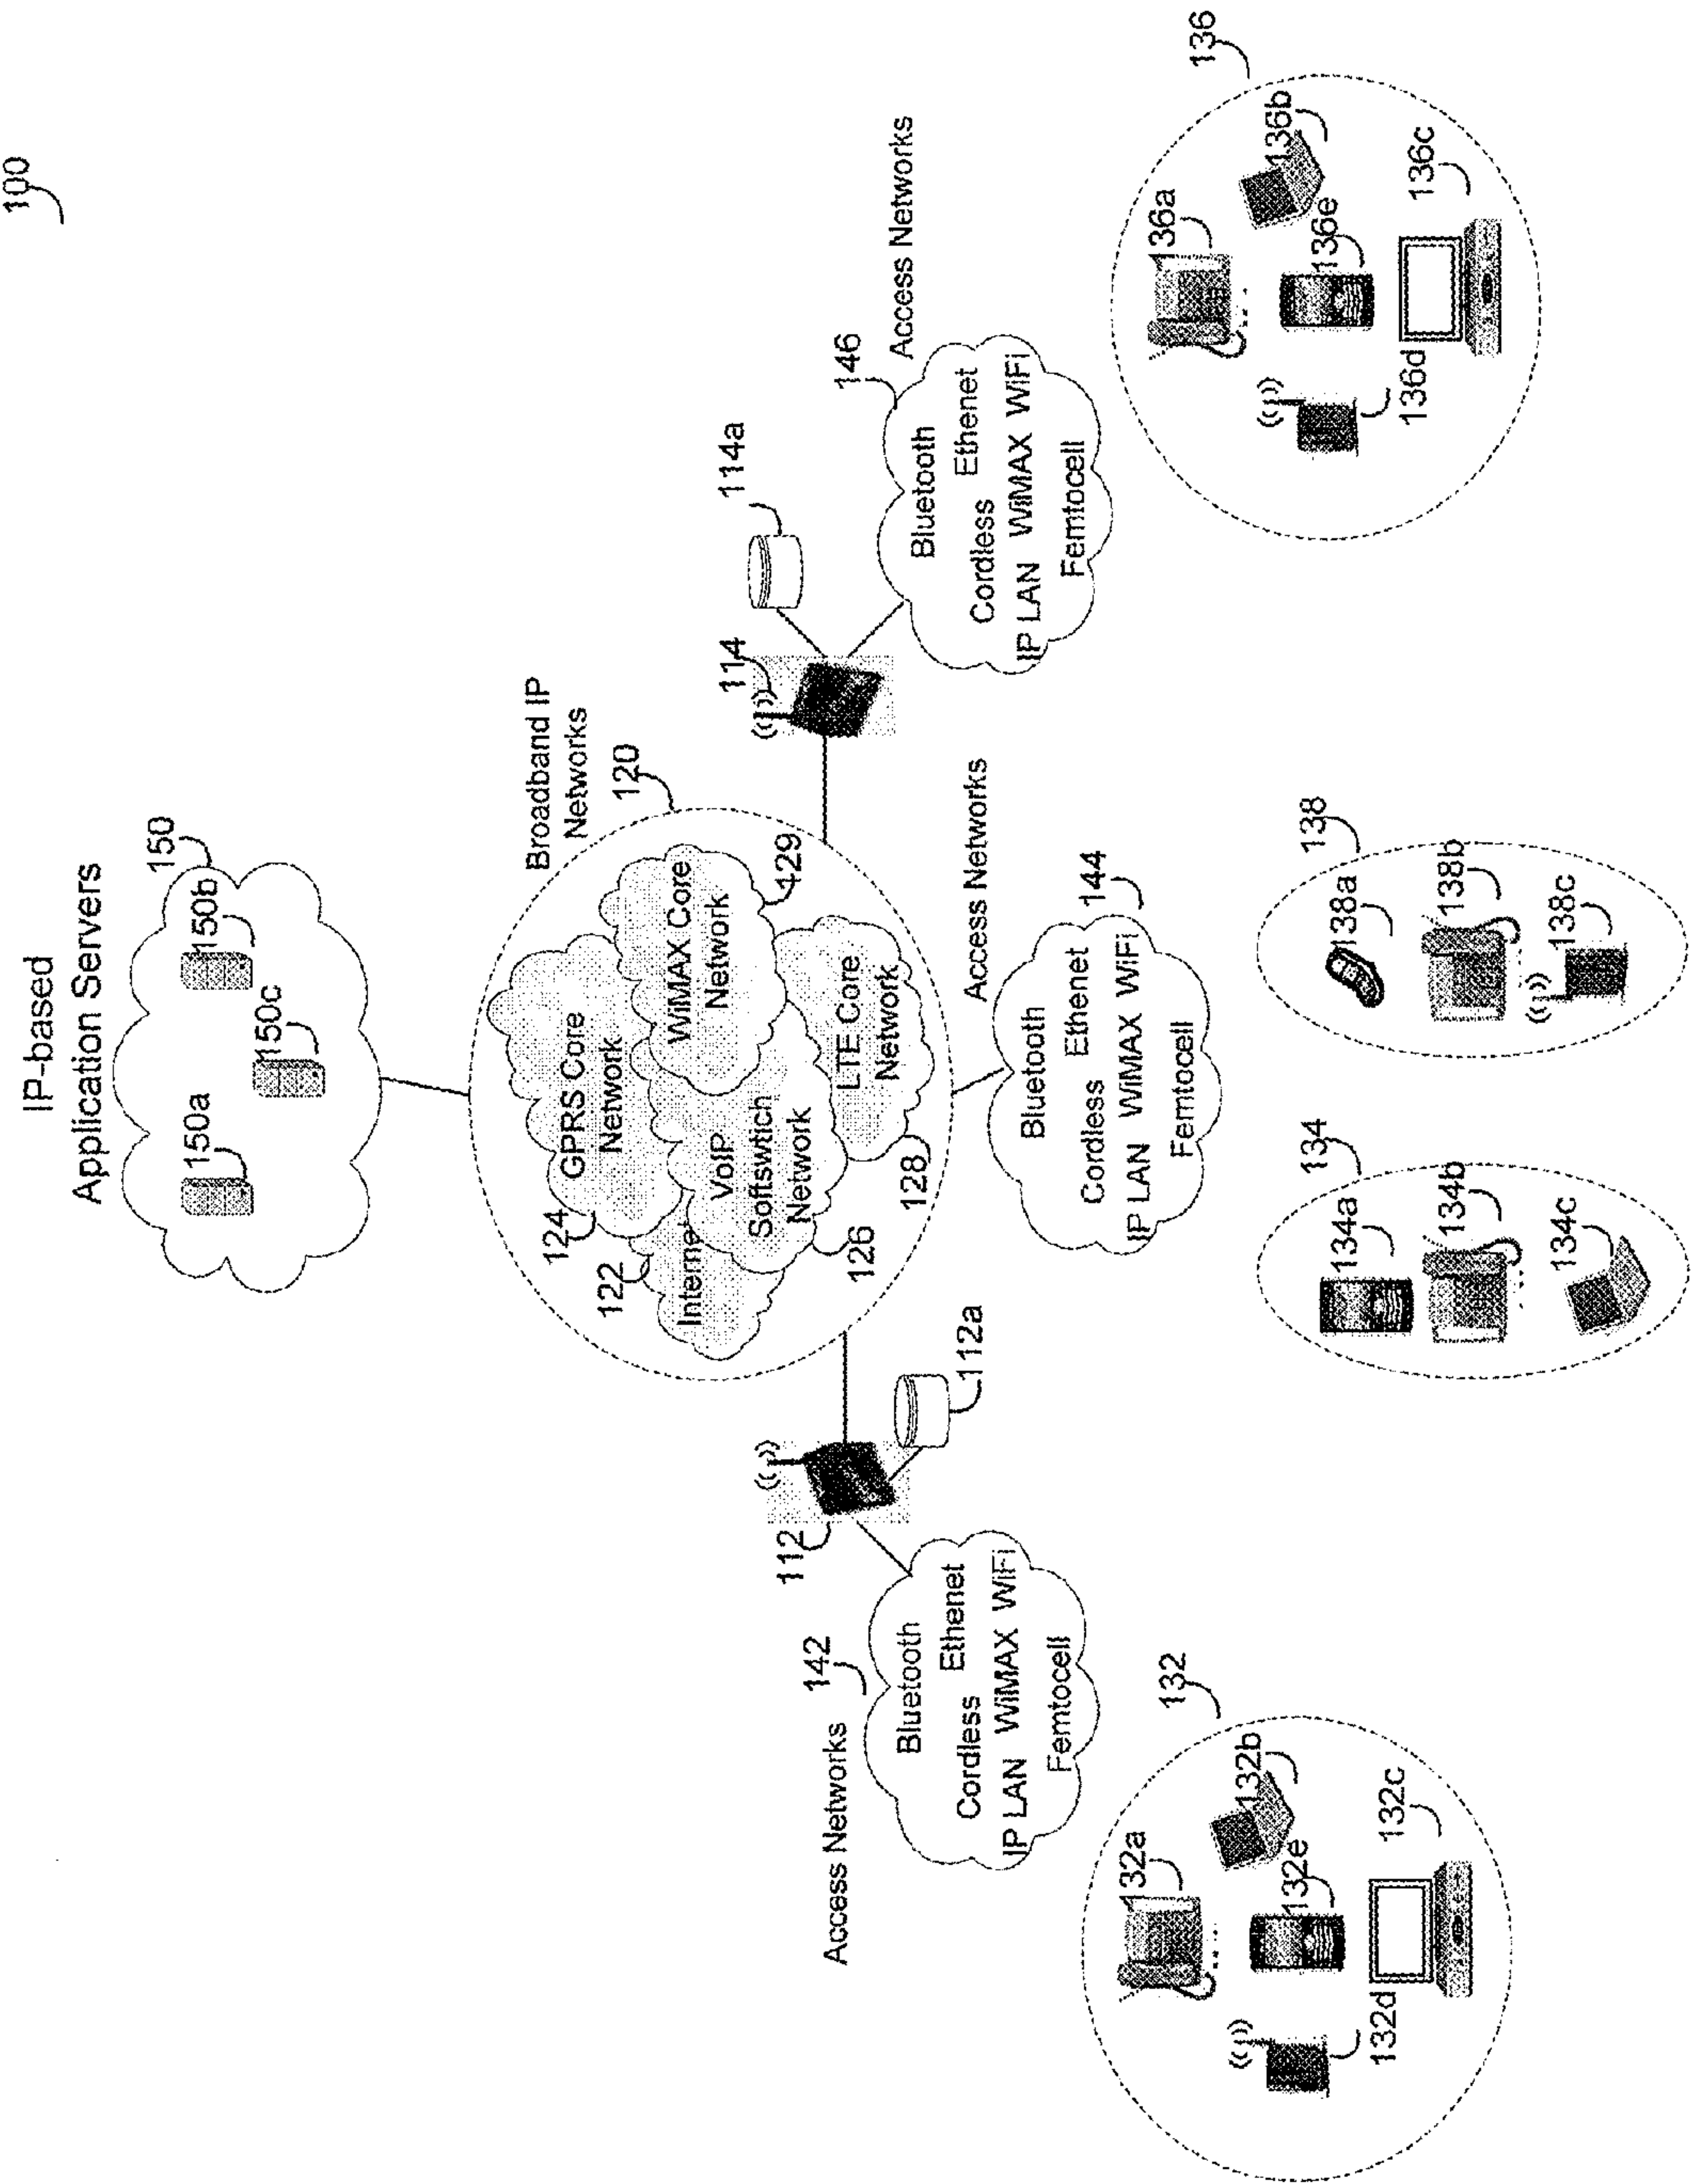 100
IP-based
Application Servers
150
150a
150c
150b
Broadband IP
Networks
120
124
GPRS Core
Network
122
Internet
WiMAX Core
Network
129
VoIP
Softswtich
Network
126
LTE Core
Network
128
112
112a
114
114a
Access Networks
142
Bluetooth
Cordless Ethenet
IP LAN WiMAX WiFi
Femtocell
Access Networks
144
Bluetooth
Cordless Ethenet
IP LAN WiMAX WiFi
Femtocell
Access Networks
146
Bluetooth
Cordless Ethenet
IP LAN WiMAX WiFi
Femtocell
132
132a
132b
132e
132d
132c
134
134a
134b
134c
138
138a
138b
138c
136
136a
136b
136e
136d
136c